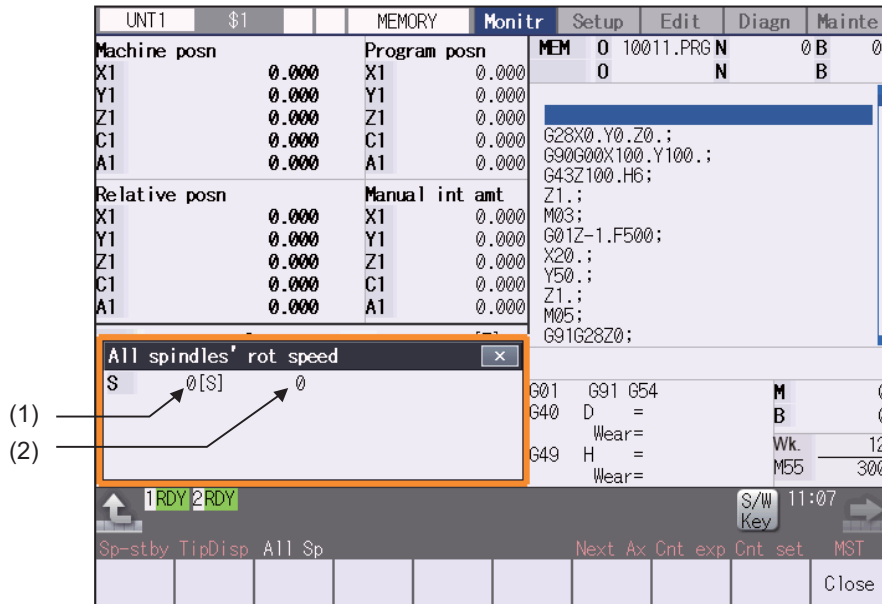 UNT1 $1 MEMORY Monitr Setup Edit Diagn Mainte
Machine posn
X1 0.000
Y1 0.000
Z1 0.000
C1 0.000
A1 0.000
Program posn
X1 0.000
Y1 0.000
Z1 0.000
C1 0.000
A1 0.000
Relative posn
X1 0.000
Y1 0.000
Z1 0.000
C1 0.000
A1 0.000
Manual int amt
X1 0.000
Y1 0.000
Z1 0.000
C1 0.000
A1 0.000
MEM O 10011.PRG N 0 B 0
O N B
G28X0.Y0.Z0.;
G90G00X100.Y100.;
G43Z100.H6;
Z1.;
M03;
G01Z-1.F500;
X20.;
Y50.;
Z1.;
M05;
G91G28Z0;
All spindles' rot speed ×
S 0[S] 0
(1)
(2)
G01 G91 G54
G40 D =
Wear=
G49 H =
Wear=
M
B
Wk. 12
M55 300
1 RDY 2 RDY
S/W Key 11:07
Sp-stby TipDisp All Sp Next Ax Cnt exp Cnt set MST
Close